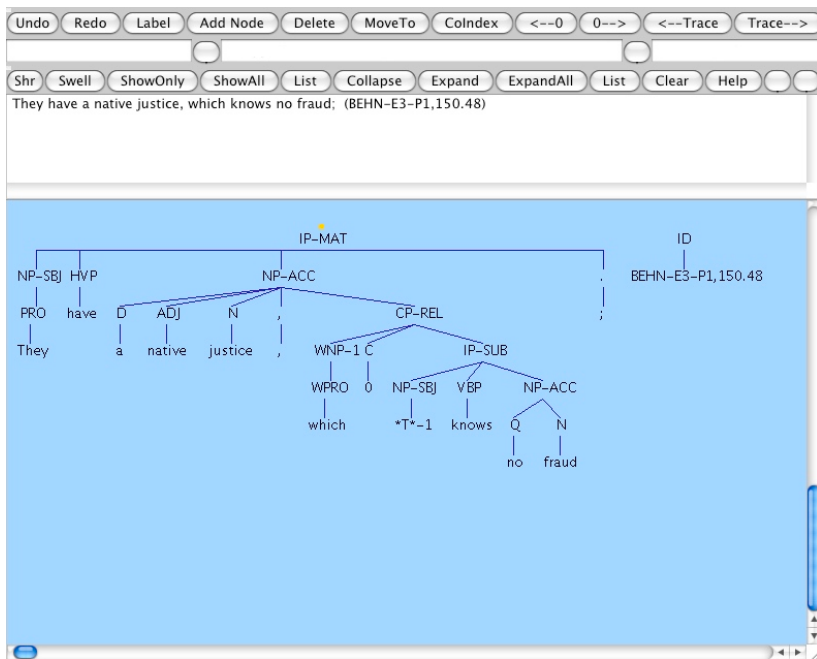 Undo Redo Label Add Node Delete MoveTo CoIndex <--0 0--> <--Trace Trace-->
Shr Swell ShowOnly ShowAll List Collapse Expand ExpandAll List Clear Help
They have a native justice, which knows no fraud; (BEHN-E3-P1,150.48)
IP-MAT ID
NP-SBJ HVP NP-ACC . BEHN-E3-P1,150.48
PRO have D ADJ N , CP-REL ;
They a native justice , WNP-1 C IP-SUB
WPRO 0 NP-SBJ VBP NP-ACC
which *T*-1 knows Q N
no fraud